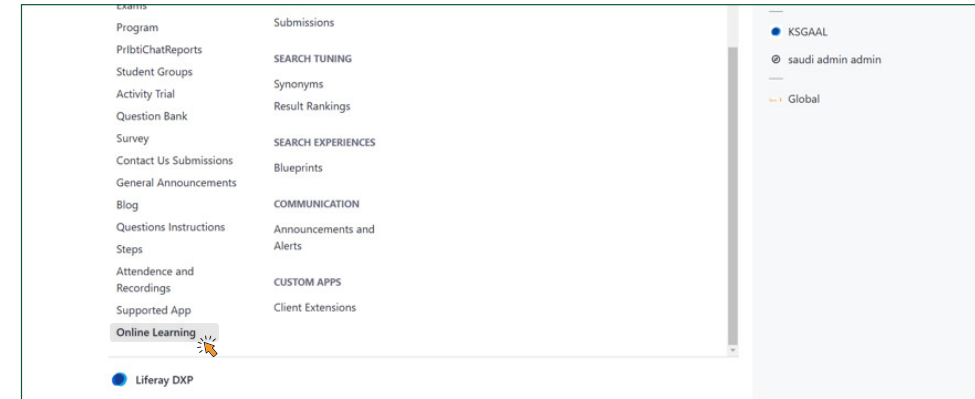 Exams
Program
PrIbtiChatReports
Student Groups
Activity Trial
Question Bank
Survey
Contact Us Submissions
General Announcements
Blog
Questions Instructions
Steps
Attendence and
Recordings
Supported App
Online Learning
Submissions
SEARCH TUNING
Synonyms
Result Rankings
SEARCH EXPERIENCES
Blueprints
COMMUNICATION
Announcements and
Alerts
CUSTOM APPS
Client Extensions
Liferay DXP
KSGAAL
saudi admin admin
Global